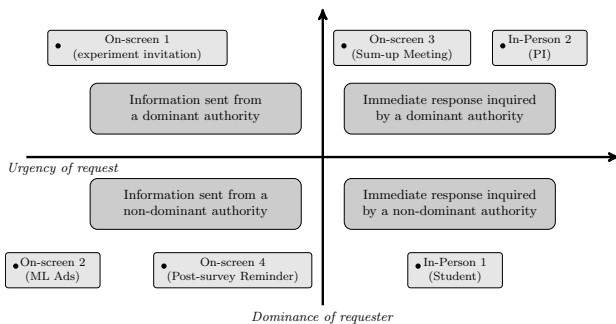 On-screen 1
(experiment invitation)
On-screen 3
(Sum-up Meeting)
In-Person 2
(PI)
Information sent from
a dominant authority
Immediate response inquired
by a dominant authority
Urgency of request
Information sent from a
non-dominant authority
Immediate response inquired
by a non-dominant authority
On-screen 2
(ML Ads)
On-screen 4
(Post-survey Reminder)
In-Person 1
(Student)
Dominance of requester